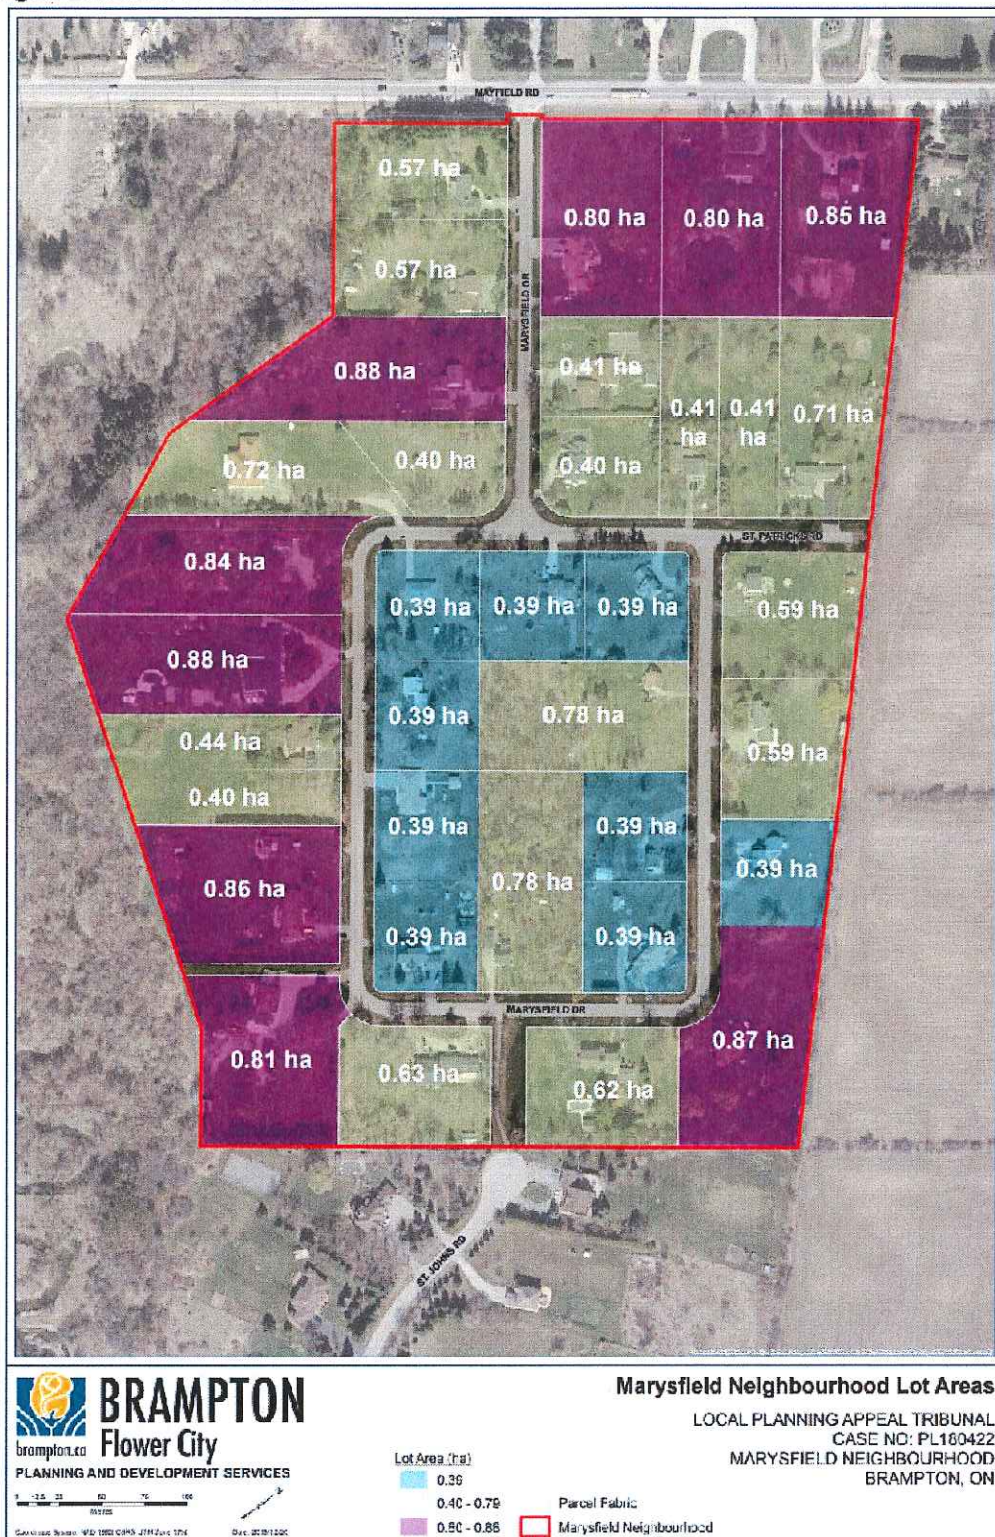 MAYFIELD RD
0.57 ha
0.80 ha
0.80 ha
0.85 ha
0.57 ha
MARYSFIELD DR
0.88 ha
0.41 ha
0.41 ha
0.41 ha
0.71 ha
0.72 ha
0.40 ha
0.40 ha
ST. PATRICKS RD
0.84 ha
0.39 ha
0.39 ha
0.39 ha
0.59 ha
0.88 ha
0.39 ha
0.78 ha
0.44 ha
0.59 ha
0.40 ha
0.39 ha
0.39 ha
0.78 ha
0.39 ha
0.86 ha
0.39 ha
0.39 ha
MARYSFIELD DR
0.87 ha
0.81 ha
0.63 ha
0.62 ha
ST. JOHNS RD
BRAMPTON
brampton.ca Flower City
PLANNING AND DEVELOPMENT SERVICES
Marysfield Neighbourhood Lot Areas
LOCAL PLANNING APPEAL TRIBUNAL
CASE NO: PL180422
MARYSFIELD NEIGHBOURHOOD
BRAMPTON, ON
Lot Area (ha)
0.39
0.40 - 0.79
0.80 - 0.88
Parcel Fabric
Marysfield Neighbourhood